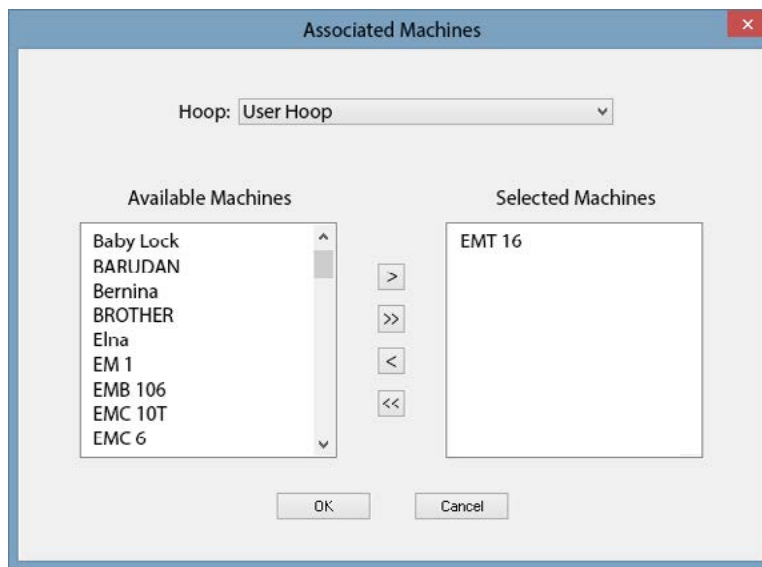 Associated Machines
Hoop: User Hoop
Available Machines
Selected Machines
Baby Lock
BARUDAN
Bernina
BROTHER
Elna
EM 1
EMB 106
EMC 10T
EMC 6
>
>>
<
<<
EMT 16
OK
Cancel